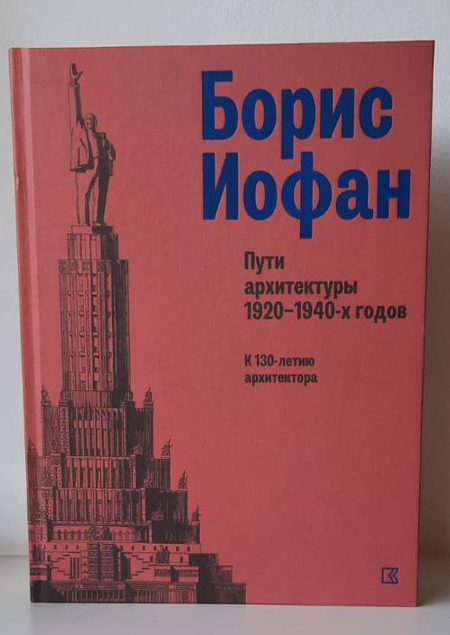 Борис
Иофан
Пути
архитектуры
1920–1940-х годов
К 130-летию
архитектора